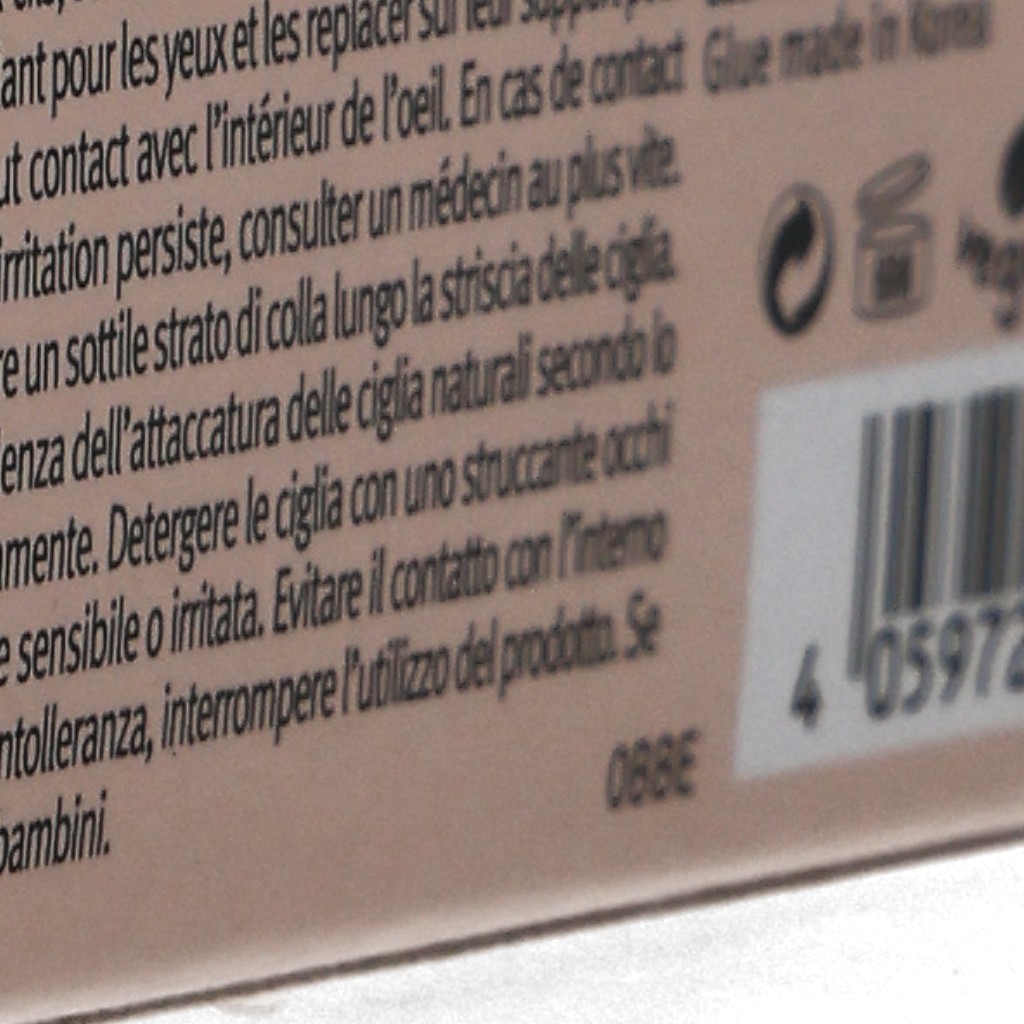 ant pour les yeux et les replacer sur leur support
ut contact avec l'intérieur de l'oeil. En cas de contact
irritation persiste, consulter un médecin au plus vite.
re un sottile strato di colla lungo la striscia delle ciglia.
enza dell'attaccatura delle ciglia naturali secondo lo
amente. Detergere le ciglia con uno struccante occhi
e sensibile o irritata. Evitare il contatto con l'interno
ntolleranza, interrompere l'utilizzo del prodotto. Se
bambini.
0BBE
Glue made in Korea
4 05972